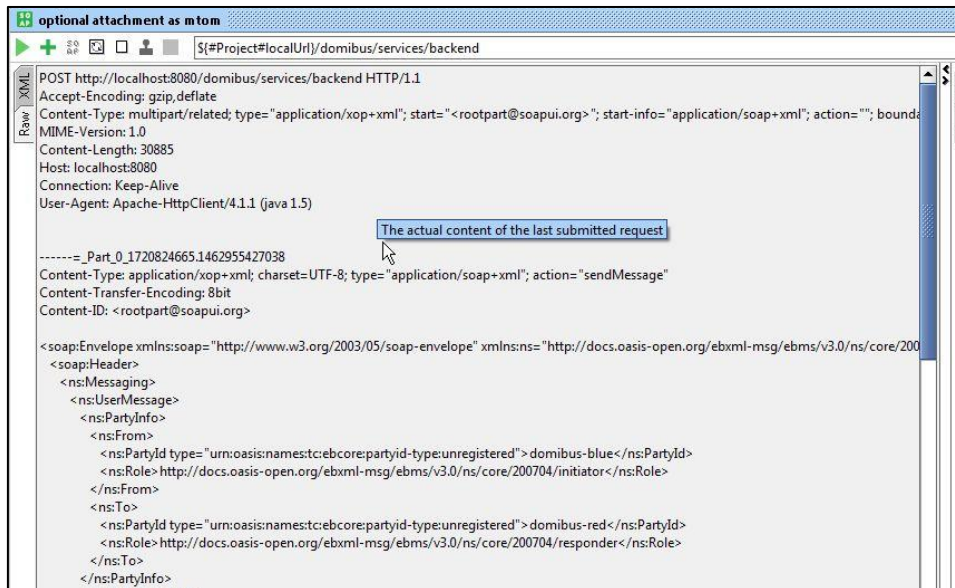 SO
AP
optional attachment as mtom
SO
AP
${#Project#localUrl}/domibus/services/backend
XML
Raw
POST http://localhost:8080/domibus/services/backend HTTP/1.1
Accept-Encoding: gzip,deflate
Content-Type: multipart/related; type="application/xop+xml"; start="<rootpart@soapui.org>"; start-info="application/soap+xml"; action=""; bounda
MIME-Version: 1.0
Content-Length: 30885
Host: localhost:8080
Connection: Keep-Alive
User-Agent: Apache-HttpClient/4.1.1 (java 1.5)
The actual content of the last submitted request
------=_Part_0_1720824665.1462955427038
Content-Type: application/xop+xml; charset=UTF-8; type="application/soap+xml"; action="sendMessage"
Content-Transfer-Encoding: 8bit
Content-ID: <rootpart@soapui.org>
<soap:Envelope xmlns:soap="http://www.w3.org/2003/05/soap-envelope" xmlns:ns="http://docs.oasis-open.org/ebxml-msg/ebms/v3.0/ns/core/200
<soap:Header>
<ns:Messaging>
<ns:UserMessage>
<ns:PartyInfo>
<ns:From>
<ns:PartyId type="urn:oasis:names:tc:ebcore:partyid-type:unregistered">domibus-blue</ns:PartyId>
<ns:Role>http://docs.oasis-open.org/ebxml-msg/ebms/v3.0/ns/core/200704/initiator</ns:Role>
</ns:From>
<ns:To>
<ns:PartyId type="urn:oasis:names:tc:ebcore:partyid-type:unregistered">domibus-red</ns:PartyId>
<ns:Role>http://docs.oasis-open.org/ebxml-msg/ebms/v3.0/ns/core/200704/responder</ns:Role>
</ns:To>
</ns:PartyInfo>